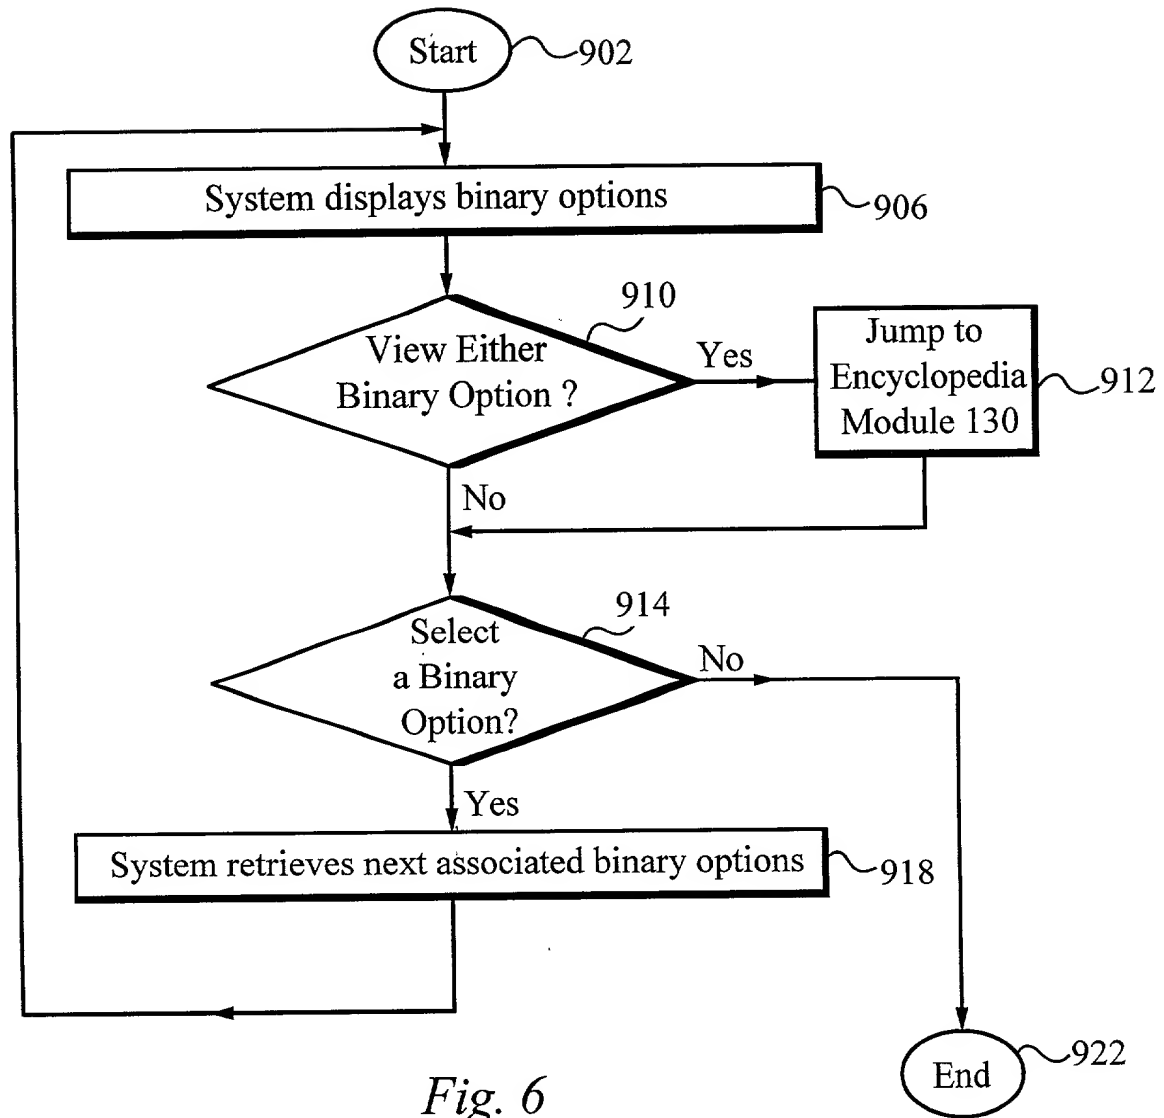 Start
902
System displays binary options
906
910
View Either
Binary Option ?
Yes
Jump to
Encyclopedia
Module 130
912
No
914
Select
a Binary
Option?
No
Yes
System retrieves next associated binary options
918
End
922
Fig. 6